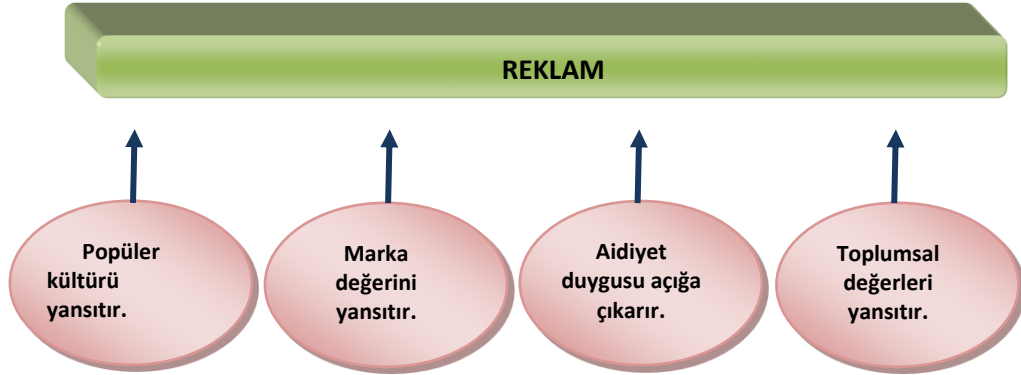 REKLAM
Popüler
kültürü
yansıtır.
Marka
değerini
yansıtır.
Aidiyet
duygusu açığa
çıkarır.
Toplumsal
değerleri
yansıtır.